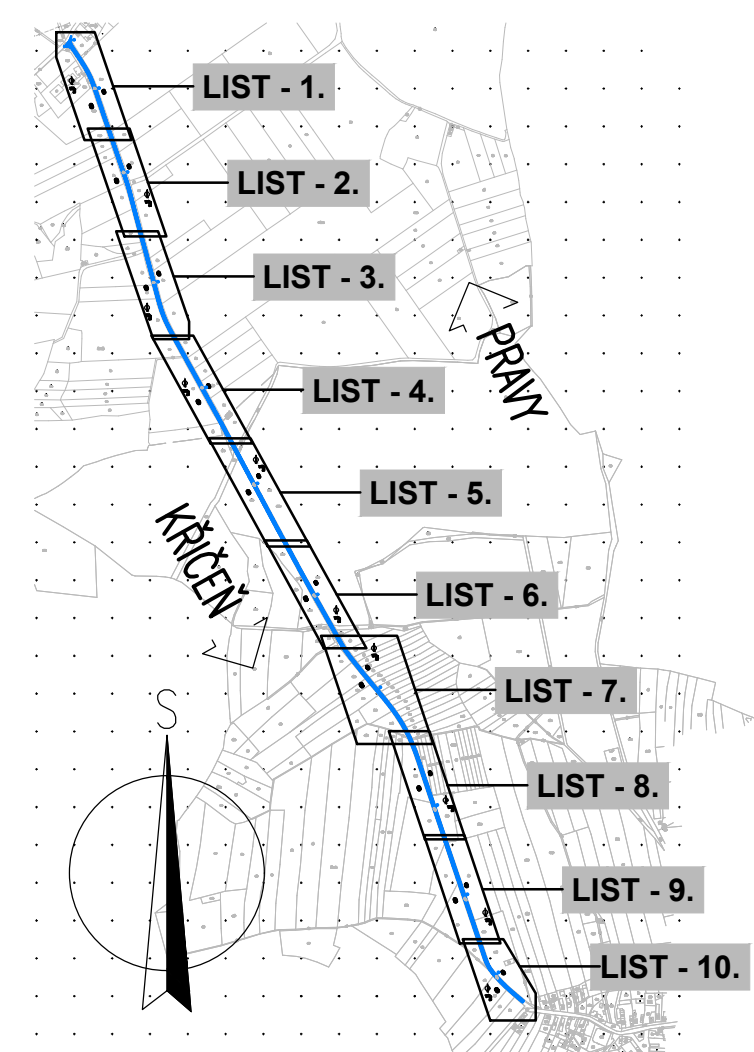 LIST - 1.
LIST - 2.
LIST - 3.
PRAVY
LIST - 4.
LIST - 5.
KŘIČEŇ
LIST - 6.
LIST - 7.
S
LIST - 8.
LIST - 9.
LIST - 10.